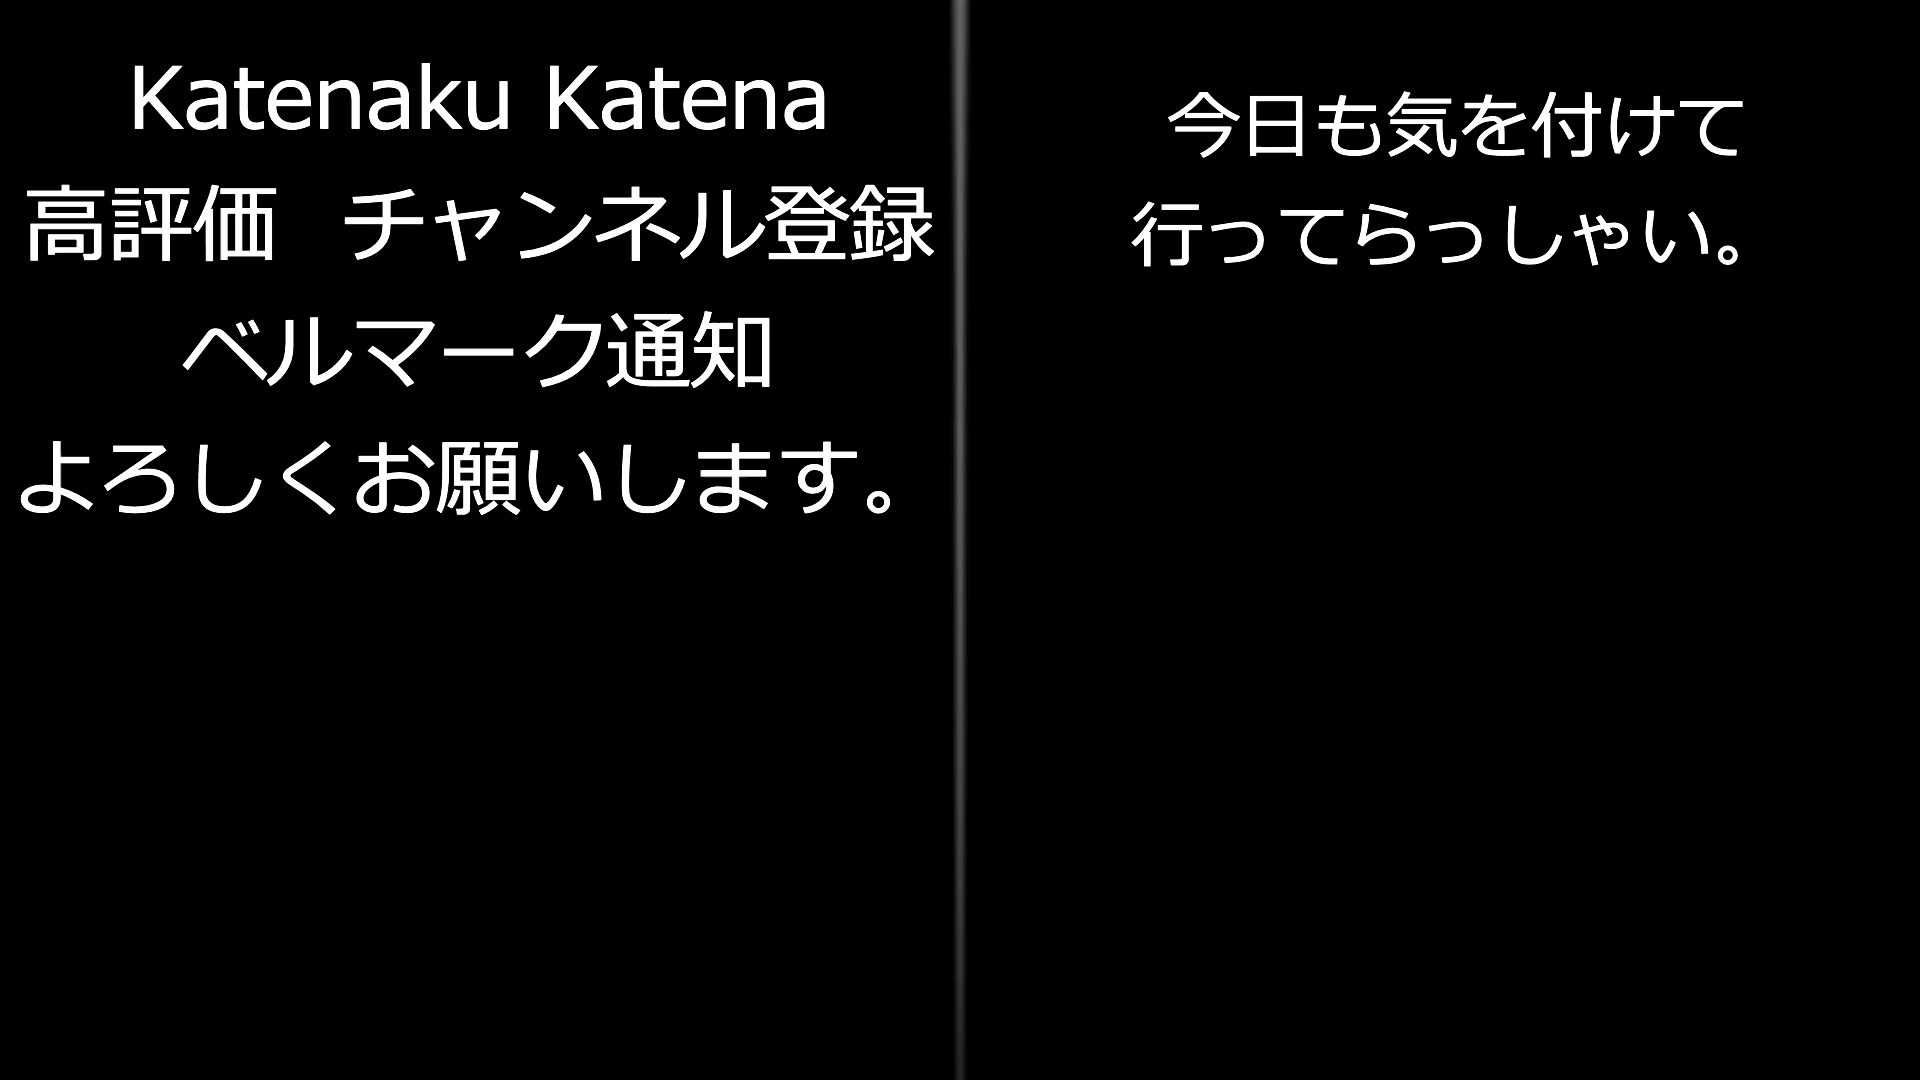 Katenaku Katena
高評価　チャンネル登録
ベルマーク通知
よろしくお願いします。
今日も気を付けて
行ってらっしゃい。